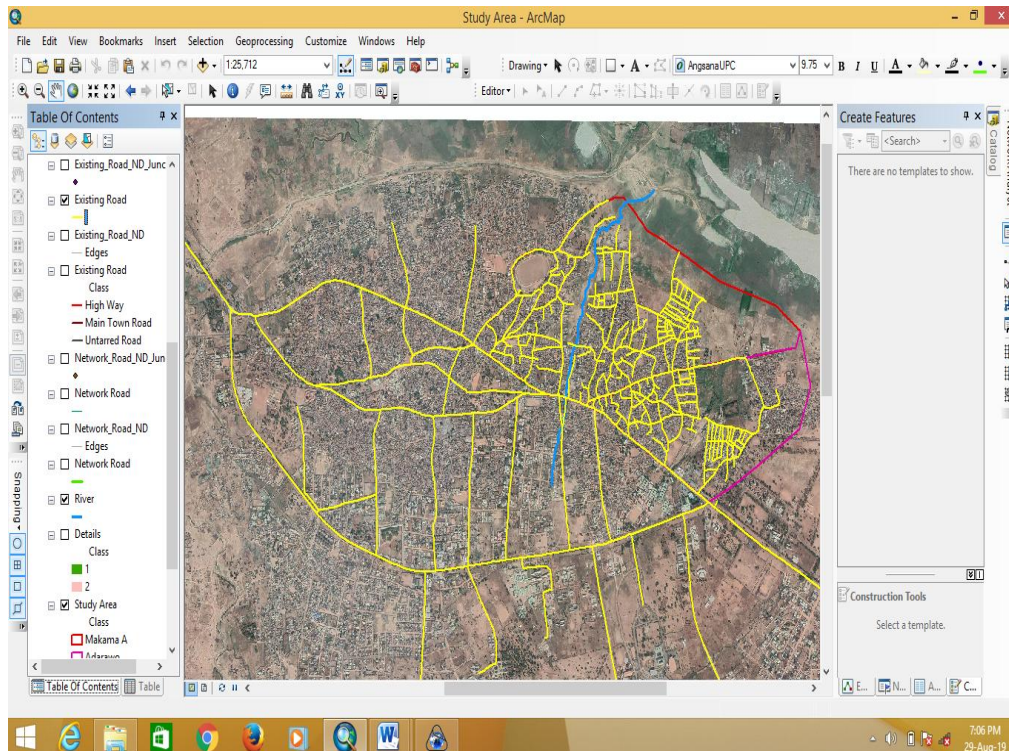 Study Area - ArcMap
File Edit View Bookmarks Insert Selection Geoprocessing Customize Windows Help
1:25,712
Drawing
A
AngsanaUPC
9.75
B I U A
Editor
Table Of Contents
Existing_Road_ND_Junc
Existing Road
Existing_Road_ND
Edges
Existing Road
Class
High Way
Main Town Road
Untarred Road
Network_Road_ND_Jun
Network Road
Network_Road_ND
Edges
Network Road
River
Details
Class
1
2
Study Area
Class
Makama A
Adarawo
Snapping
Table Of Contents
Table
Create Features
<Search>
There are no templates to show.
Construction Tools
Select a template.
E...
N...
A...
C...
Catalog
7:06 PM
29-Aug-19